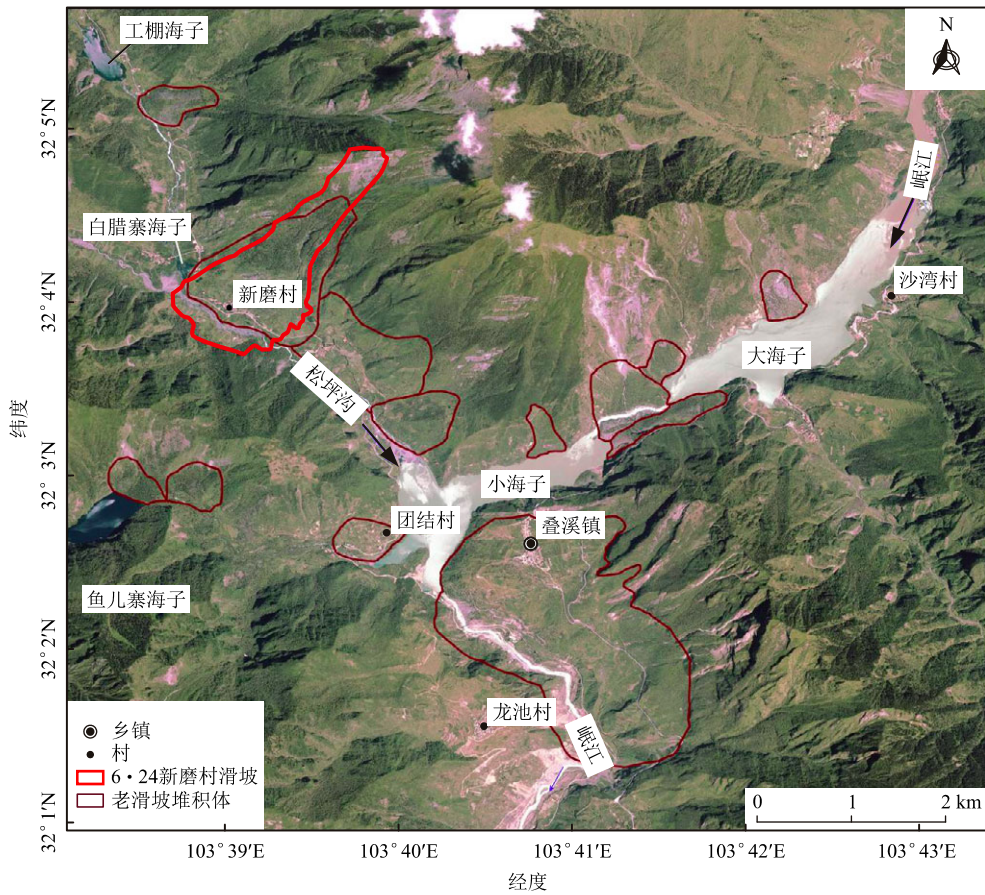 工棚海子
N
32°5′N
岷江
白腊寨海子
新磨村
沙湾村
32°4′N
大海子
松坪沟
纬度
32°3′N
小海子
团结村
叠溪镇
鱼儿寨海子
32°2′N
龙池村
岷江
乡镇
村
6·24新磨村滑坡
老滑坡堆积体
0 1 2 km
32°1′N
103°39′E 103°40′E 103°41′E 103°42′E 103°43′E
经度